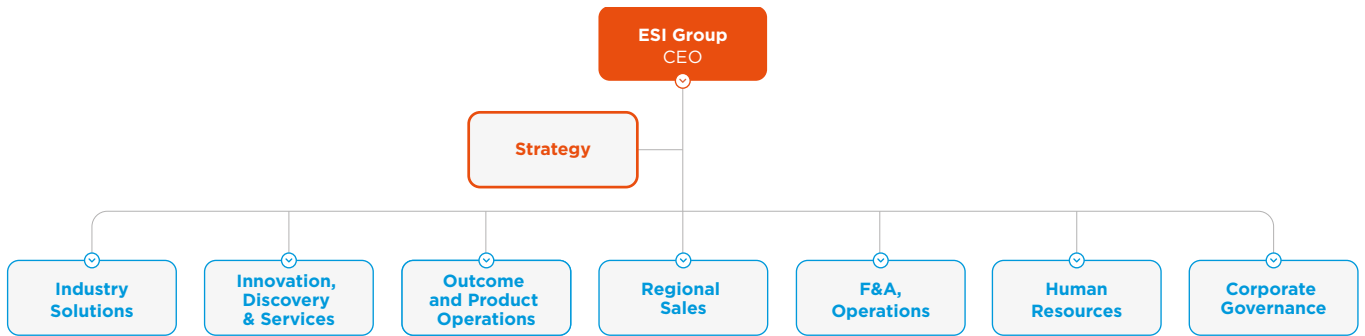 ESI Group
CEO
Strategy
Industry
Solutions
Innovation,
Discovery
& Services
Outcome
and Product
Operations
Regional
Sales
F&A,
Operations
Human
Resources
Corporate
Governance